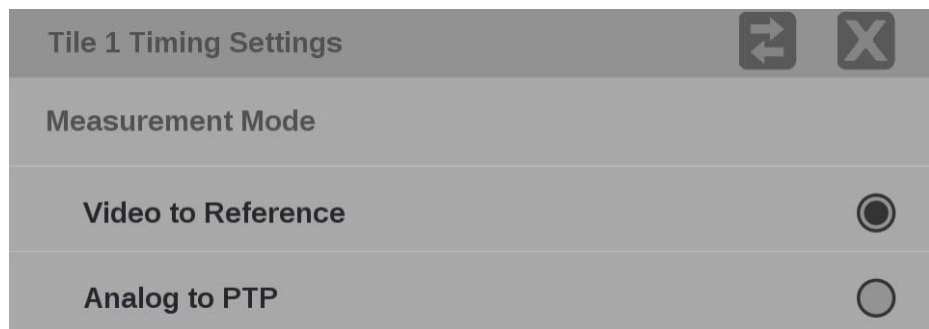 Tile 1 Timing Settings
Measurement Mode
Video to Reference
Analog to PTP